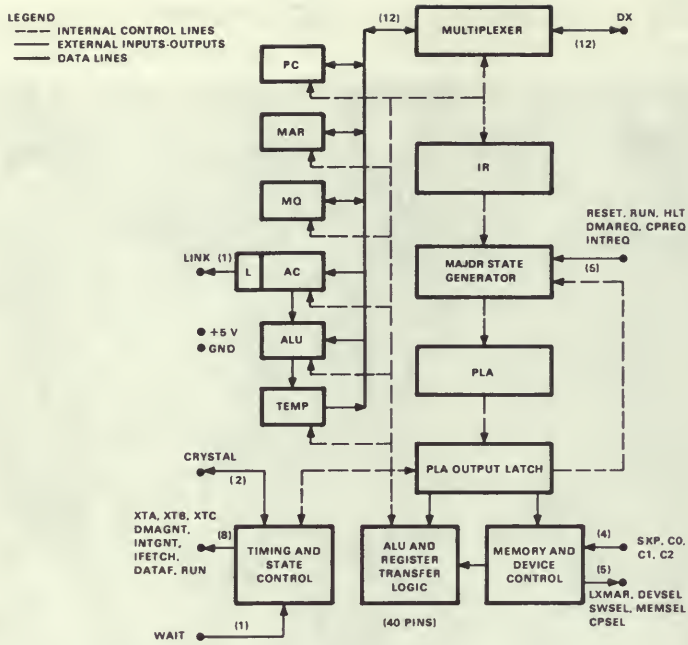 LEGEND
INTERNAL CONTROL LINES
EXTERNAL INPUTS-OUTPUTS
DATA LINES
(12)
MULTIPLEXER
(12)
DX
PC
MAR
MQ
IR
RESET, RUN, HLT
DMAREQ, CPREQ
INTREQ
(5)
LINK
(1)
L
AC
MAJOR STATE
GENERATOR
+5 V
GND
ALU
PLA
TEMP
PLA OUTPUT LATCH
CRYSTAL
(2)
XTA, XTB, XTC
DMAGNT,
INTGNT,
IFETCH,
DATAF, RUN
(8)
TIMING AND
STATE
CONTROL
ALU AND
REGISTER
TRANSFER
LOGIC
MEMORY AND
DEVICE
CONTROL
(4)
SKP, C0,
C1, C2
(5)
LXMAR, DEVSEL
SWSEL, MEMSEL
CPSEL
WAIT
(1)
(40 PINS)